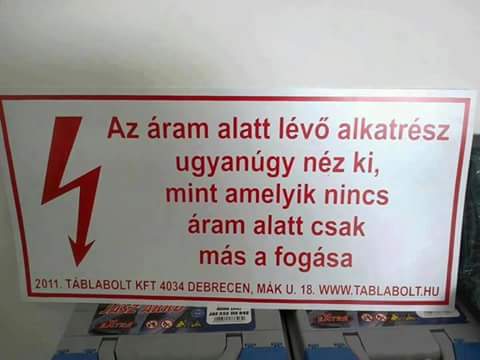 Az áram alatt lévő alkatrész
ugyanúgy néz ki,
mint amelyik nincs
áram alatt csak
más a fogása
2011. TÁBLABOLT KFT 4034 DEBRECEN, MÁK U. 18. WWW.TABLABOLT.HU